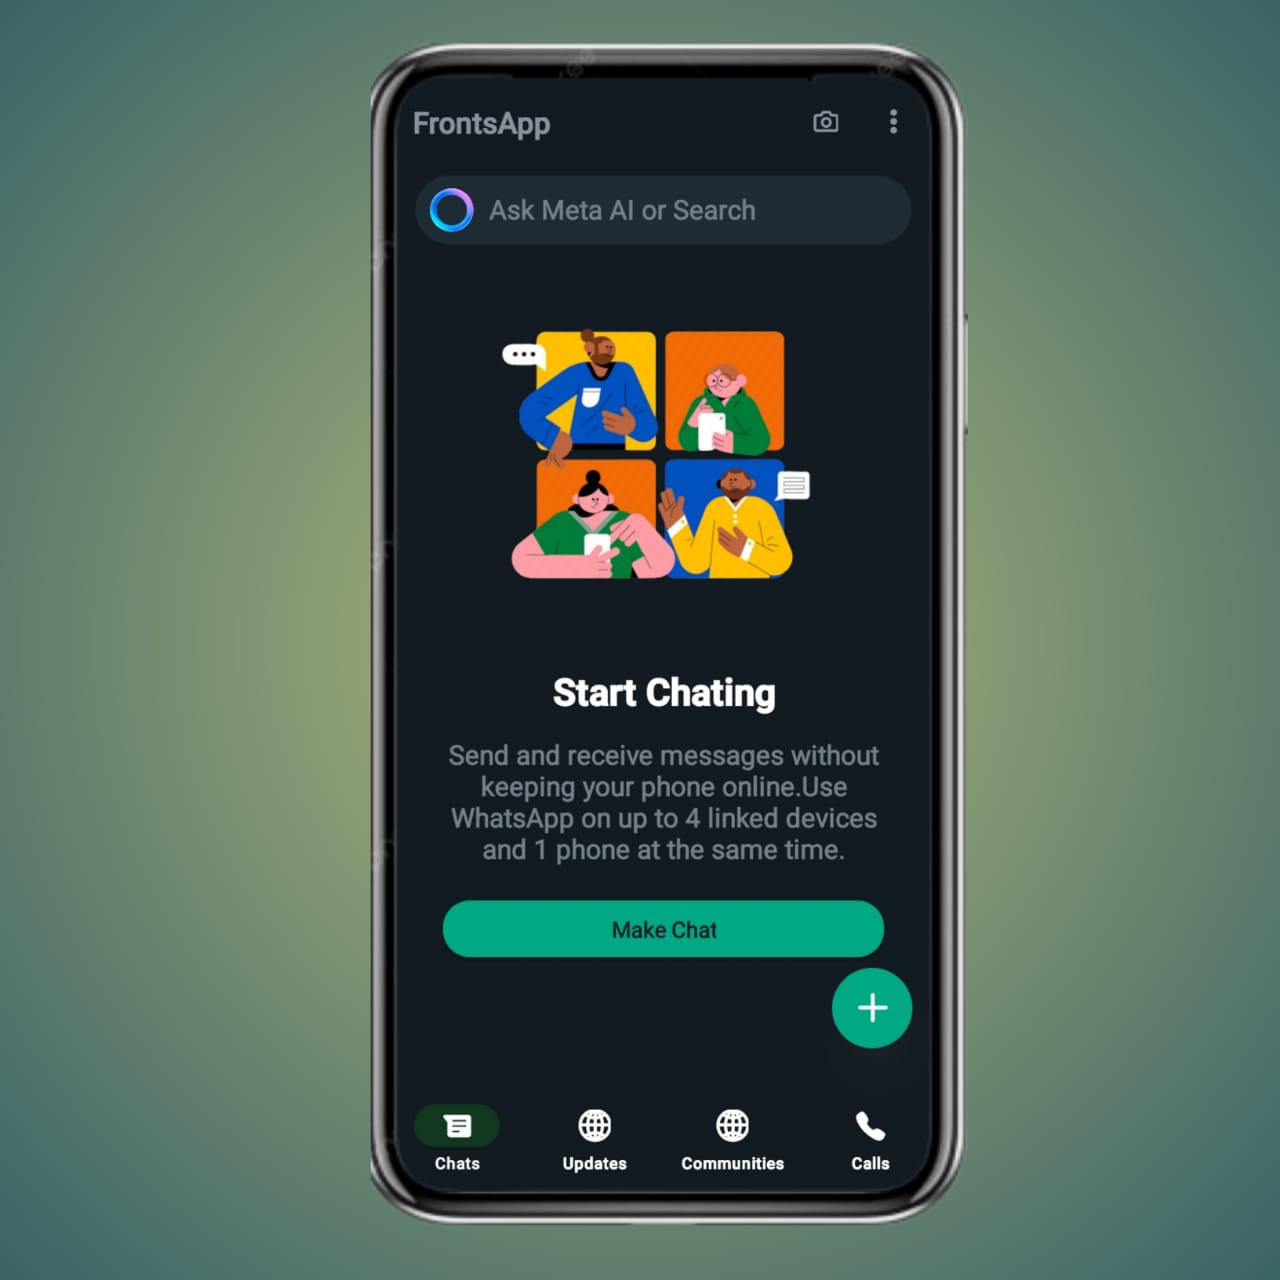 FrontsApp
Ask Meta AI or Search
Start Chating
Send and receive messages without
keeping your phone online.Use
WhatsApp on up to 4 linked devices
and 1 phone at the same time.
Make Chat
Chats
Updates
Communities
Calls